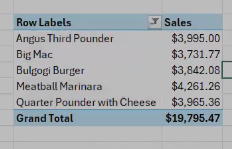 Row Labels Sales
Angus Third Pounder $3,995.00
Big Mac $3,731.77
Bulgogi Burger $3,842.08
Meatball Marinara $4,261.26
Quarter Pounder with Cheese $3,965.36
Grand Total $19,795.47